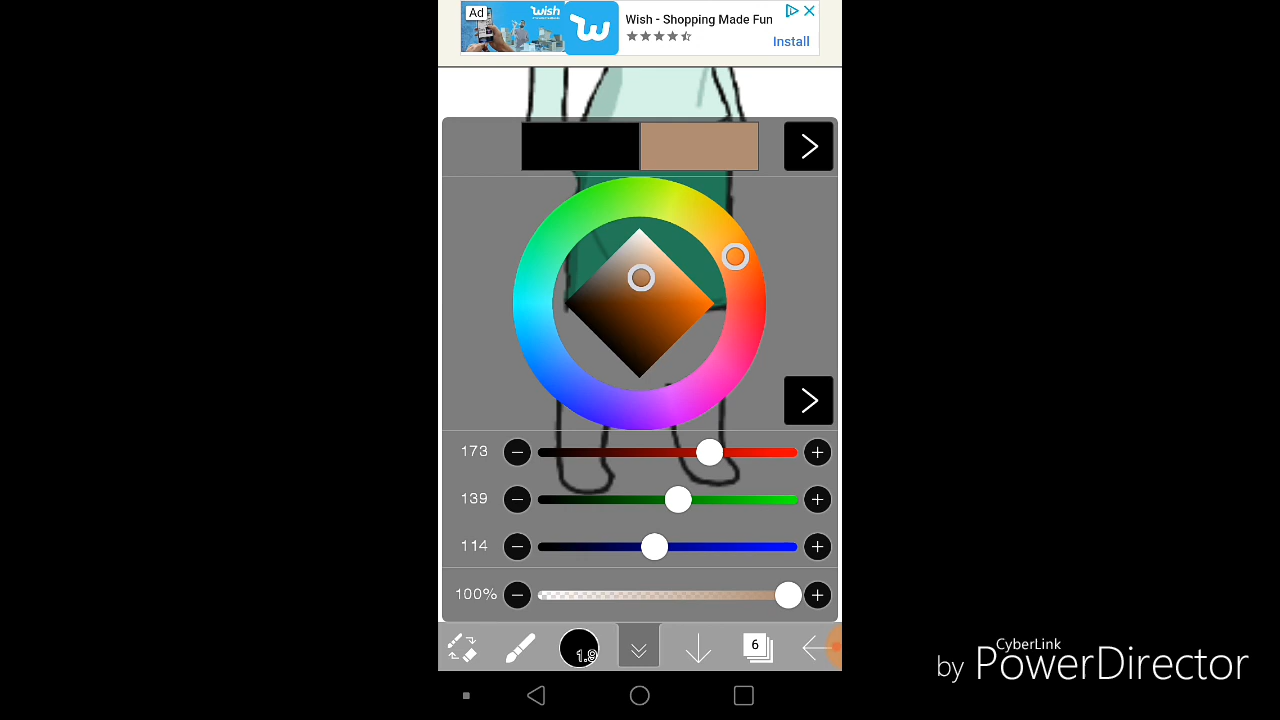 Ad
wish
Wish - Shopping Made Fun
Install
173
139
114
100%
1.9
6
CyberLink
by PowerDirector